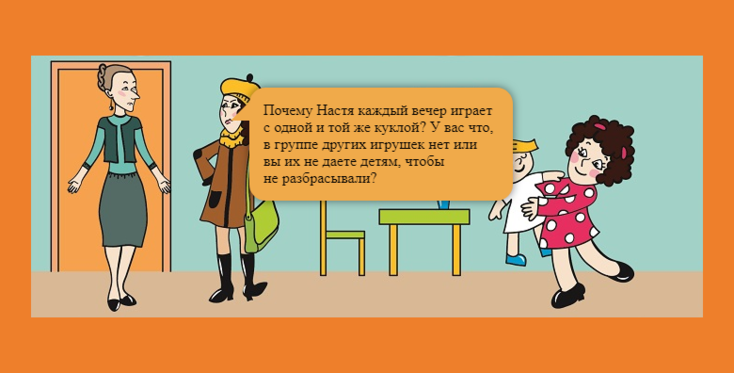 Почему Настя каждый вечер играет
с одной и той же куклой? У вас что,
в группе других игрушек нет или
вы их не даете детям, чтобы
не разбрасывали?